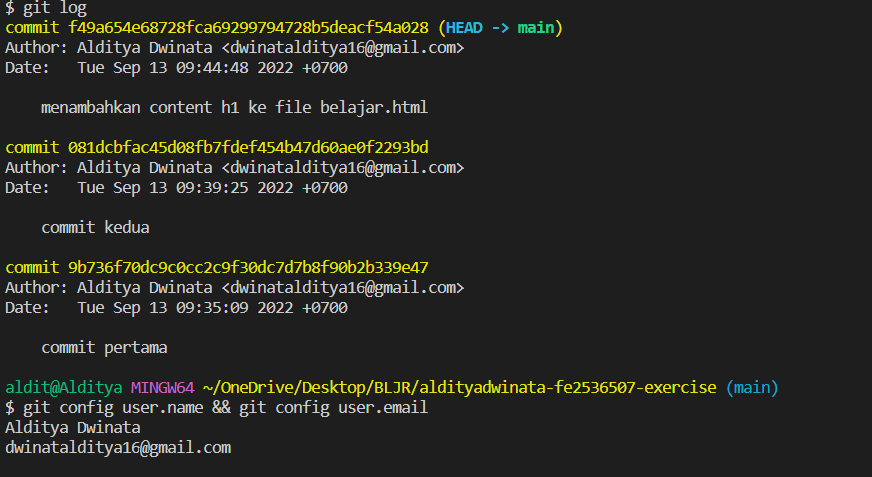 $ git log
commit f49a654e68728fca69299794728b5deacf54a028 (HEAD -> main)
Author: Alditya Dwinata <dwinatalditya16@gmail.com>
Date:   Tue Sep 13 09:44:48 2022 +0700
menambahkan content h1 ke file belajar.html
commit 081dcbfac45d08fb7fdef454b47d60ae0f2293bd
Author: Alditya Dwinata <dwinatalditya16@gmail.com>
Date:   Tue Sep 13 09:39:25 2022 +0700
commit kedua
commit 9b736f70dc9c0cc2c9f30dc7d7b8f90b2b339e47
Author: Alditya Dwinata <dwinatalditya16@gmail.com>
Date:   Tue Sep 13 09:35:09 2022 +0700
commit pertama
aldit@Alditya MINGW64 ~/OneDrive/Desktop/BLJR/aldityadwinata-fe2536507-exercise (main)
$ git config user.name && git config user.email
Alditya Dwinata
dwinatalditya16@gmail.com